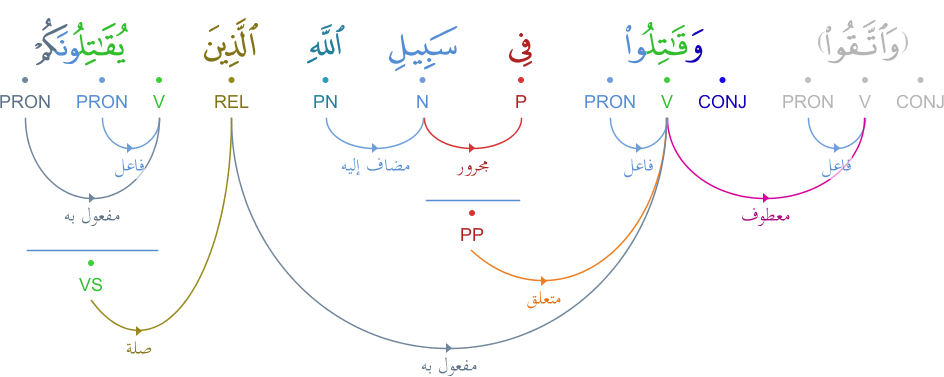 (وَٱتَّقُوا۟) وَقَٰتِلُوا۟ فِى سَبِيلِ ٱللَّهِ ٱلَّذِينَ يُقَٰتِلُونَكُمْ
CONJ V PRON CONJ V PRON P N PN REL V PRON PRON
فاعل فاعل مجرور مضاف إليه فاعل
معطوف مفعول به
PP
VS
متعلق
صلة
مفعول به